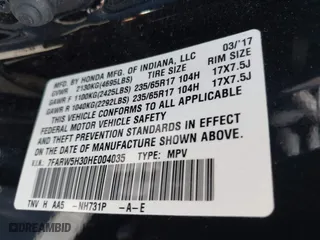 MFD. BY HONDA MFG. OF INDIANA, LLC 03/'17
GVWR 2130KG(4695LBS) TIRE SIZE RIM SIZE
GAWR F 1100KG(2425LBS) 235/65R17 104H 17X7.5J
GAWR R 1040KG(2292LBS) 235/65R17 104H 17X7.5J
THIS VEHICLE CONFORMS TO ALL APPLICABLE
FEDERAL MOTOR VEHICLE SAFETY, BUMPER,
AND THEFT PREVENTION STANDARDS IN EFFECT ON
THE DATE OF MANUFACTURE SHOWN ABOVE.
V.I.N.: 7FARW5H30HE004035 TYPE: MPV
TNV H AA5 -NH731P -A-E